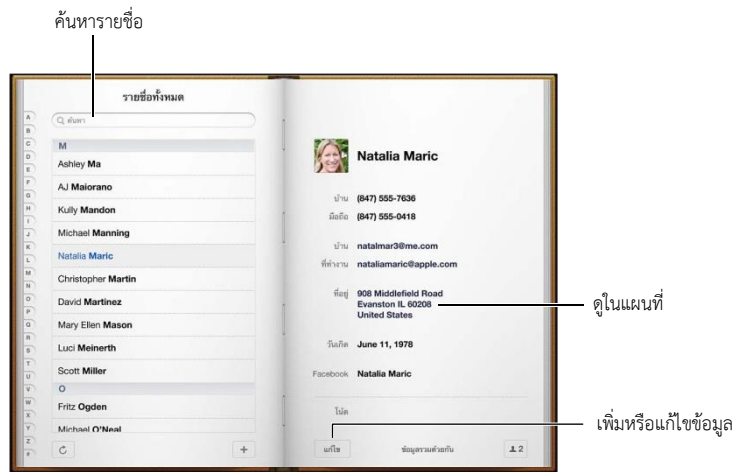 ค้นหารายชื่อ
รายชื่อทั้งหมด
ค้นหา
A
B
C
D
E
F
G
H
I
J
K
L
M
N
O
P
Q
R
S
T
U
V
W
X
Y
Z
#
M
Ashley Ma
AJ Maiorano
Kully Mandon
Michael Manning
Natalia Maric
Christopher Martin
David Martinez
Mary Ellen Mason
Luci Meinerth
Scott Miller
O
Fritz Ogden
Michael O'Neal
+
Natalia Maric
บ้าน (847) 555-7636
มือถือ (847) 555-0418
บ้าน natalmar3@me.com
ที่ทำงาน nataliamaric@apple.com
ที่อยู่ 908 Middlefield Road
Evanston IL 60208
United States
วันเกิด June 11, 1978
Facebook Natalia Maric
โน้ต
แก้ไข ข้อมูลรวมด้วยกัน 2
ดูในแผนที่
เพิ่มหรือแก้ไขข้อมูล